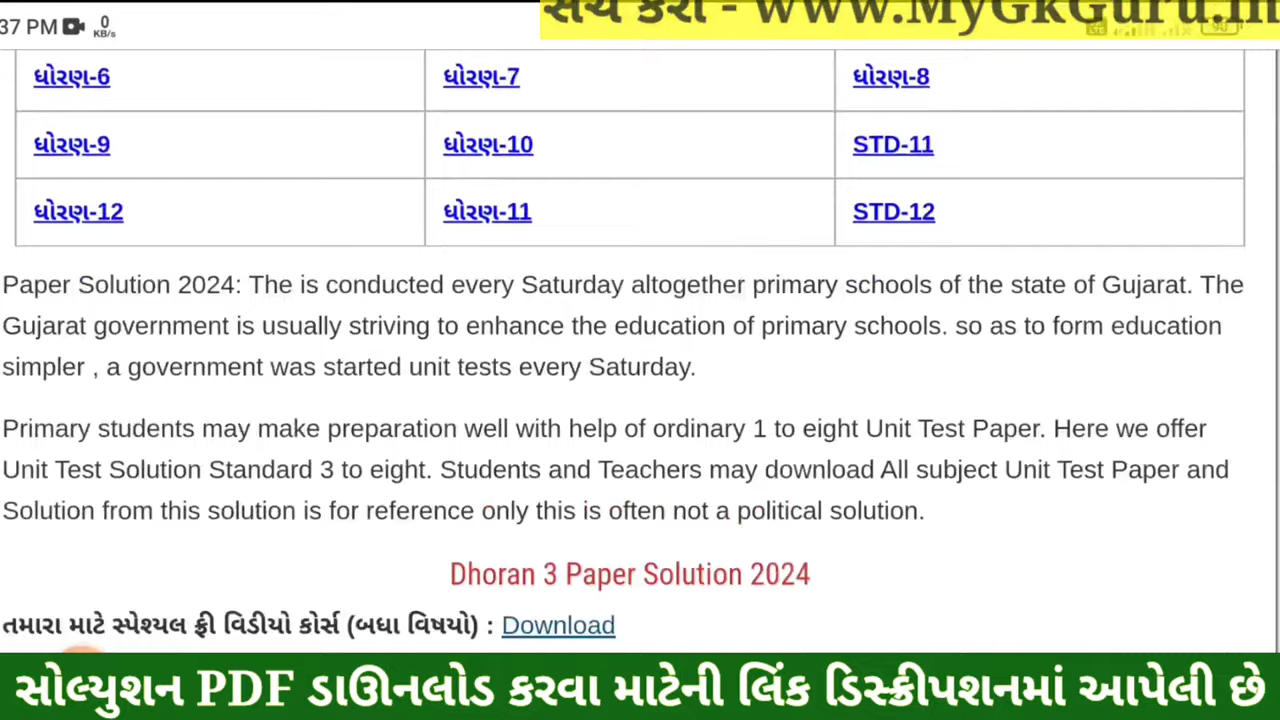 37 PM 0 KB/s
સર્ચ કરો - www.MyGkGuru.in
90
ધોરણ-6 ધોરણ-7 ધોરણ-8
ધોરણ-9 ધોરણ-10 STD-11
ધોરણ-12 ધોરણ-11 STD-12
Paper Solution 2024: The is conducted every Saturday altogether primary schools of the state of Gujarat. The
Gujarat government is usually striving to enhance the education of primary schools. so as to form education
simpler , a government was started unit tests every Saturday.
Primary students may make preparation well with help of ordinary 1 to eight Unit Test Paper. Here we offer
Unit Test Solution Standard 3 to eight. Students and Teachers may download All subject Unit Test Paper and
Solution from this solution is for reference only this is often not a political solution.
Dhoran 3 Paper Solution 2024
તમારા માટે સ્પેશ્યલ ફ્રી વિડીયો કોર્સ (બધા વિષયો) : Download
સોલ્યુશન PDF ડાઊનલોડ કરવા માટેની લિંક ડિસ્ક્રીપશનમાં આપેલી છે